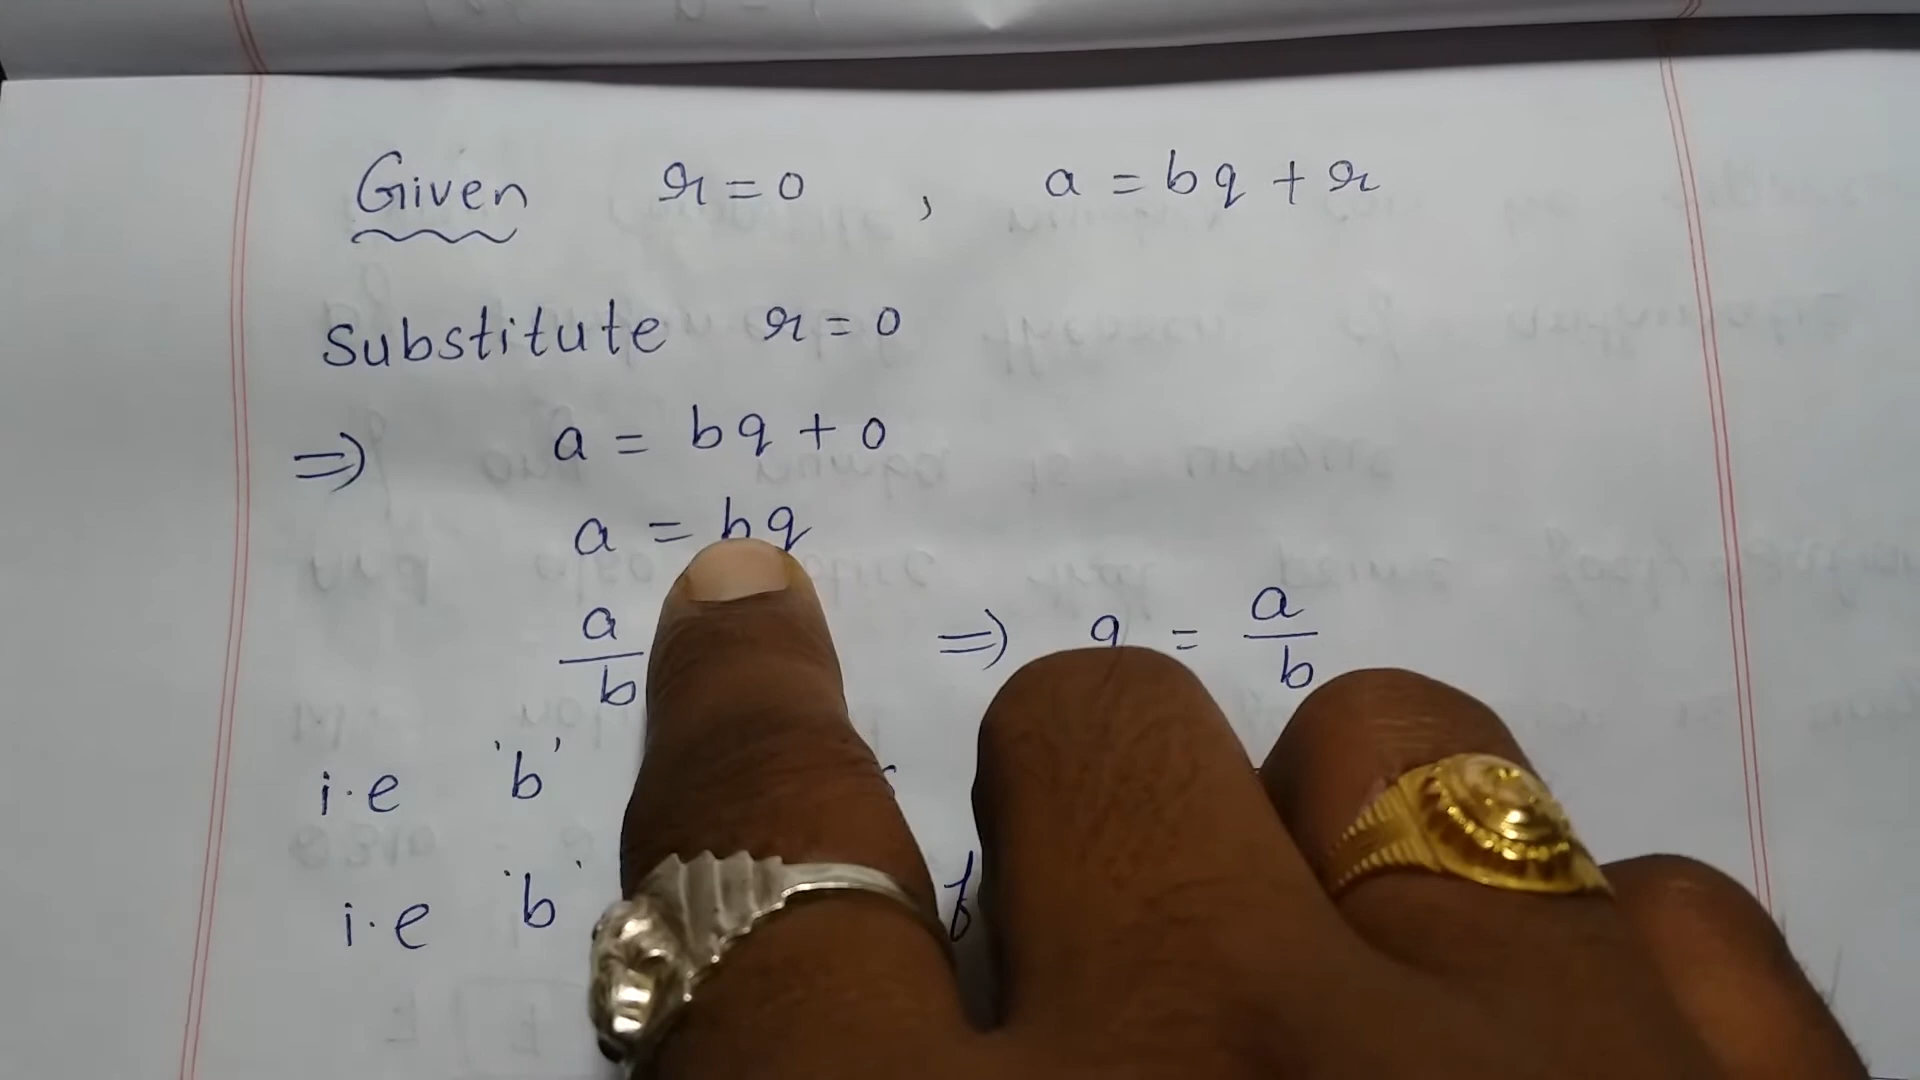 Given r = 0 , a = bq + r
Substitute r = 0
⇒ a = bq + 0
a = bq
a/b ⇒ q = a/b
i.e 'b'
i.e 'b'